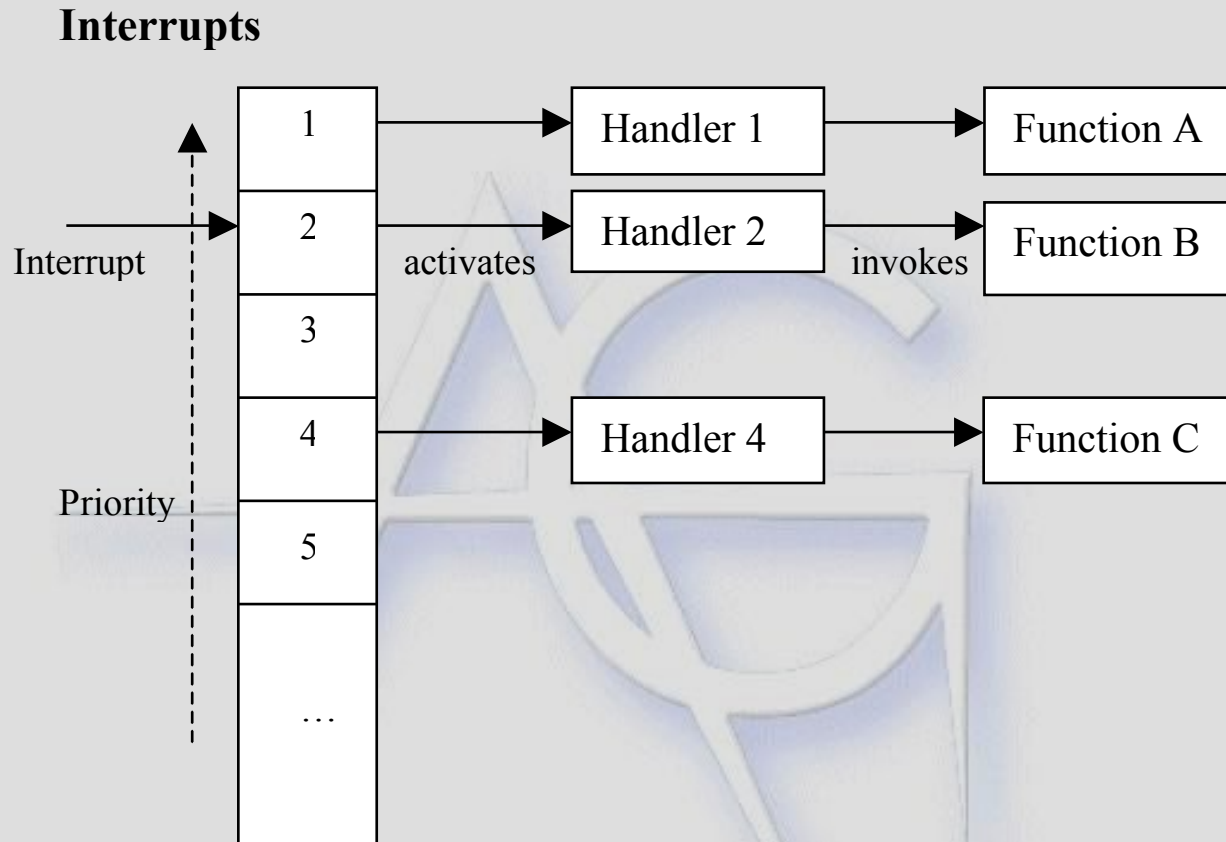 Interrupts
1 Handler 1 Function A
2 Handler 2 Function B
Interrupt activates invokes
3
4 Handler 4 Function C
Priority
5
…